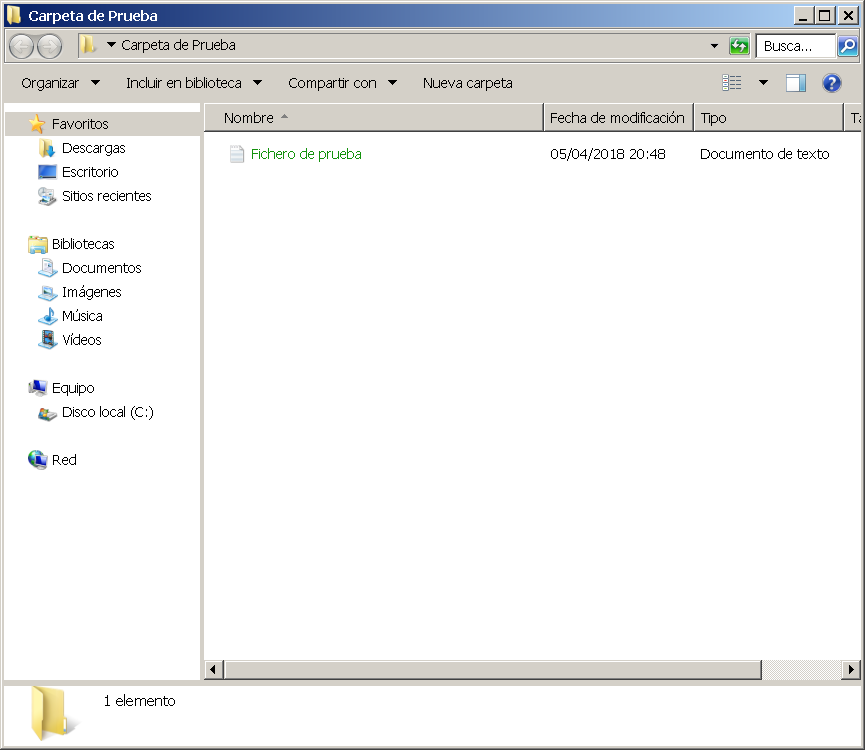 Carpeta de Prueba
Carpeta de Prueba
Busca...
Organizar Incluir en biblioteca Compartir con Nueva carpeta
Favoritos
Descargas
Escritorio
Sitios recientes
Bibliotecas
Documentos
Imágenes
Música
Vídeos
Equipo
Disco local (C:)
Red
Nombre Fecha de modificación Tipo
Fichero de prueba 05/04/2018 20:48 Documento de texto
1 elemento